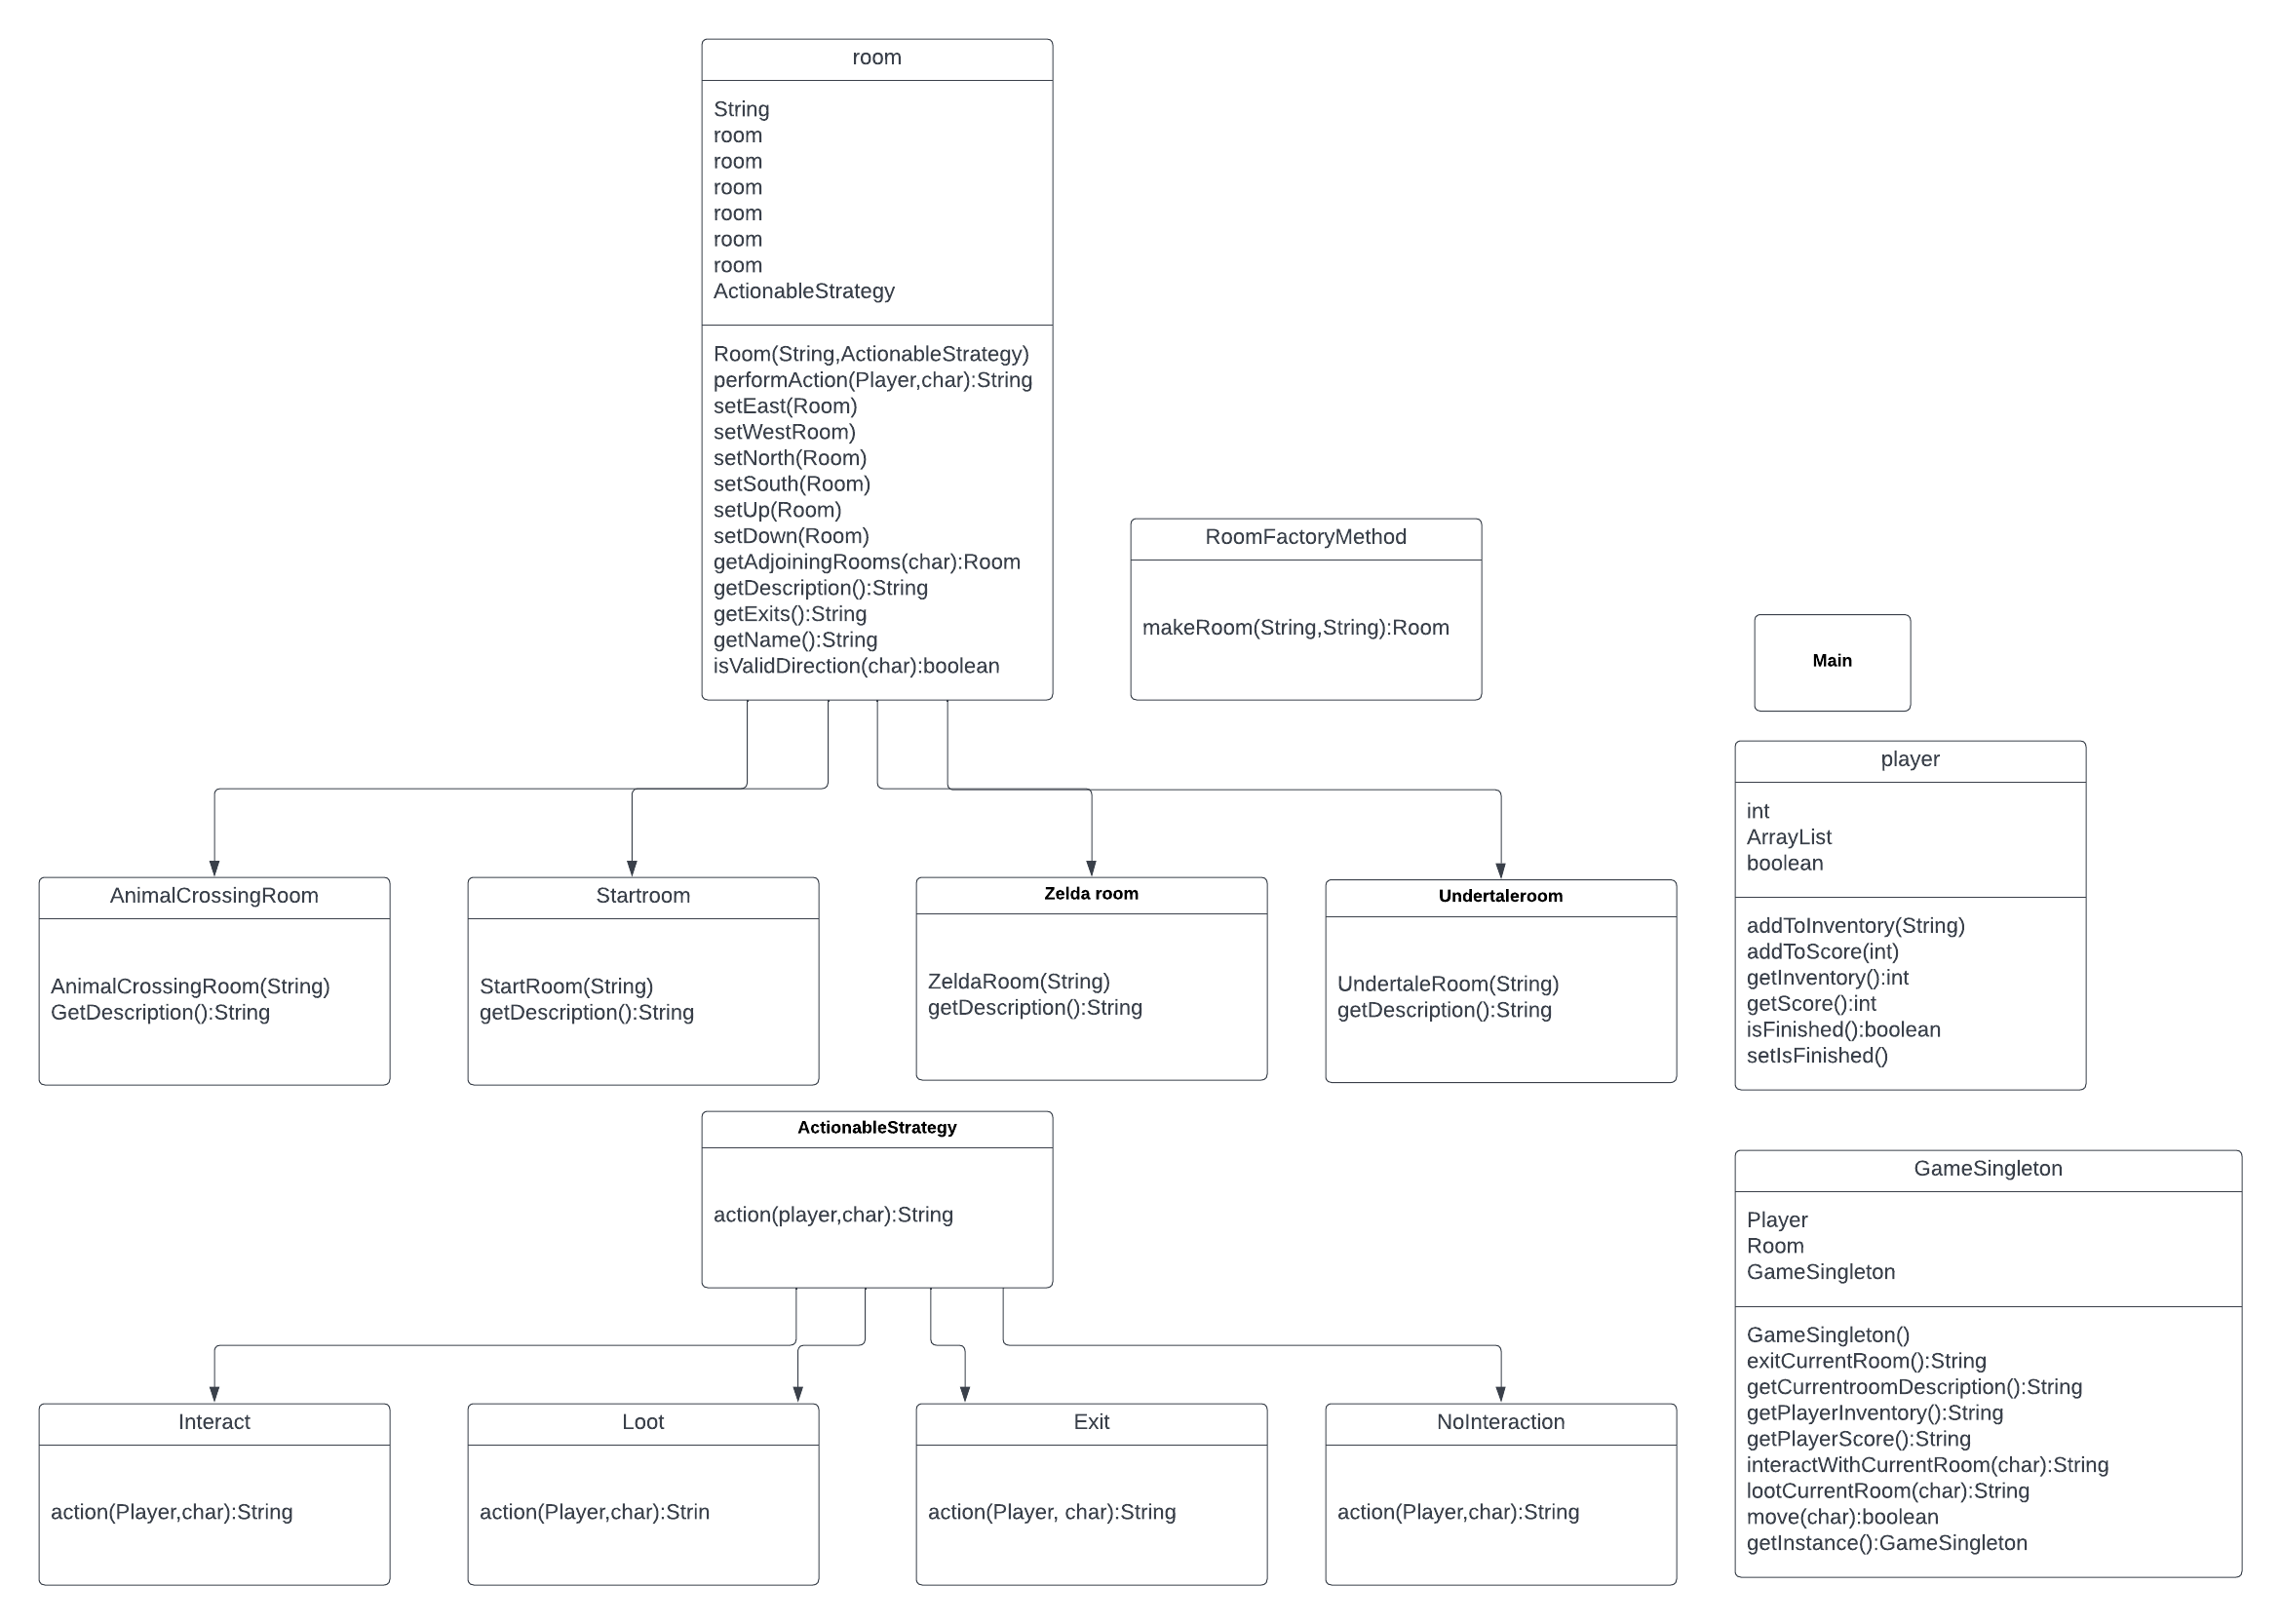 room
String
room
room
room
room
room
room
ActionableStrategy
Room(String,ActionableStrategy)
performAction(Player,char):String
setEast(Room)
setWestRoom)
setNorth(Room)
setSouth(Room)
setUp(Room)
setDown(Room)
getAdjoiningRooms(char):Room
getDescription():String
getExits():String
getName():String
isValidDirection(char):boolean
RoomFactoryMethod
makeRoom(String,String):Room
Main
player
int
ArrayList
boolean
addToInventory(String)
addToScore(int)
getInventory():int
getScore():int
isFinished():boolean
setIsFinished()
AnimalCrossingRoom
AnimalCrossingRoom(String)
GetDescription():String
Startroom
StartRoom(String)
getDescription():String
Zelda room
ZeldaRoom(String)
getDescription():String
Undertaleroom
UndertaleRoom(String)
getDescription():String
ActionableStrategy
action(player,char):String
GameSingleton
Player
Room
GameSingleton
GameSingleton()
exitCurrentRoom():String
getCurrentroomDescription():String
getPlayerInventory():String
getPlayerScore():String
interactWithCurrentRoom(char):String
lootCurrentRoom(char):String
move(char):boolean
getInstance():GameSingleton
Interact
action(Player,char):String
Loot
action(Player,char):Strin
Exit
action(Player, char):String
NoInteraction
action(Player,char):String